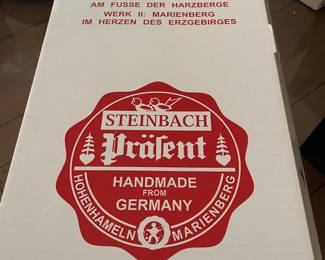 AM FUSSE DER HARZBERGE
WERK II: MARIENBERG
IM HERZEN DES ERZGEBIRGES
STEINBACH
Präsent
HANDMADE
FROM
GERMANY
HOHENHAMELN
MARIENBERG